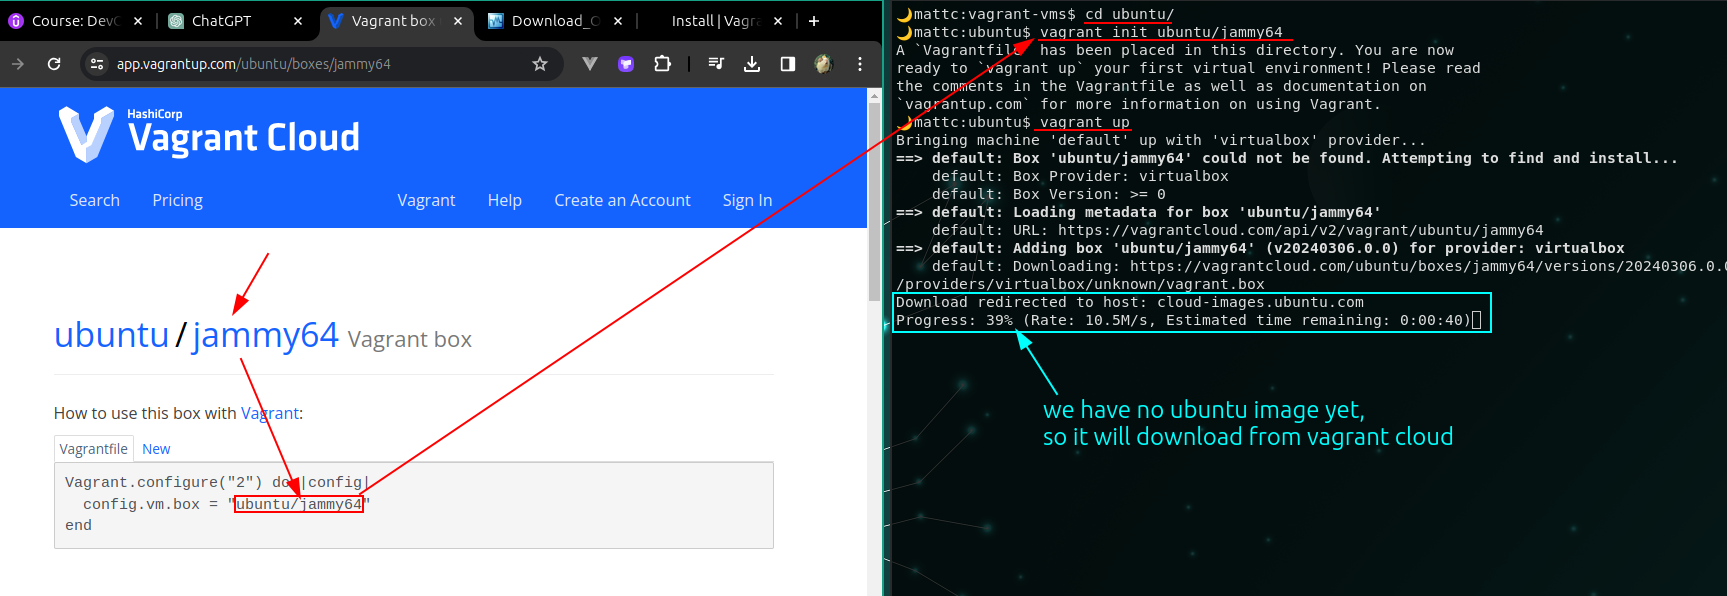 Course: DevO
ChatGPT
Vagrant box
Download_O
Install | Vagra
app.vagrantup.com/ubuntu/boxes/jammy64
HashiCorp
Vagrant Cloud
Search
Pricing
Vagrant
Help
Create an Account
Sign In
ubuntu/jammy64 Vagrant box
How to use this box with Vagrant:
Vagrantfile
New
Vagrant.configure("2") do |config|
config.vm.box = "ubuntu/jammy64"
end
mattc:vagrant-vms$ cd ubuntu/
mattc:ubuntu$ vagrant init ubuntu/jammy64
A `Vagrantfile` has been placed in this directory. You are now
ready to `vagrant up` your first virtual environment! Please read
the comments in the Vagrantfile as well as documentation on
`vagrantup.com` for more information on using Vagrant.
mattc:ubuntu$ vagrant up
Bringing machine 'default' up with 'virtualbox' provider...
==> default: Box 'ubuntu/jammy64' could not be found. Attempting to find and install...
default: Box Provider: virtualbox
default: Box Version: >= 0
==> default: Loading metadata for box 'ubuntu/jammy64'
default: URL: https://vagrantcloud.com/api/v2/vagrant/ubuntu/jammy64
==> default: Adding box 'ubuntu/jammy64' (v20240306.0.0) for provider: virtualbox
default: Downloading: https://vagrantcloud.com/ubuntu/boxes/jammy64/versions/20240306.0.0
/providers/virtualbox/unknown/vagrant.box
Download redirected to host: cloud-images.ubuntu.com
Progress: 39% (Rate: 10.5M/s, Estimated time remaining: 0:00:40)
we have no ubuntu image yet,
so it will download from vagrant cloud